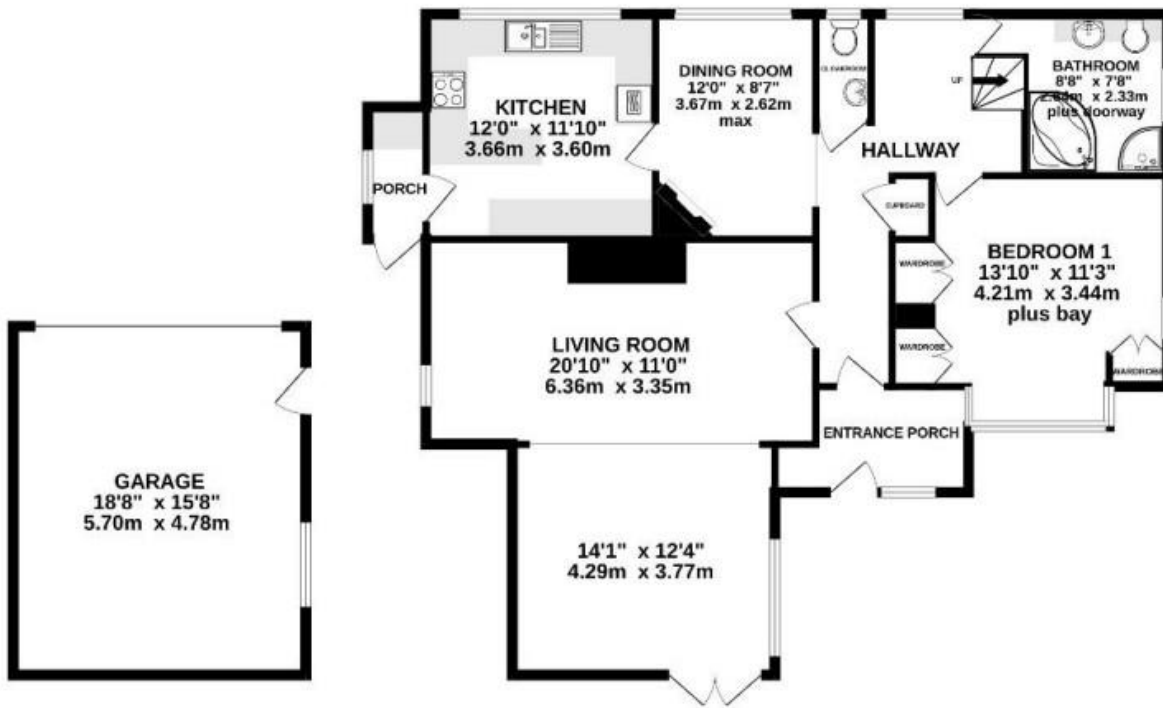 KITCHEN
12'0" x 11'10"
3.66m x 3.60m
DINING ROOM
12'0" x 8'7"
3.67m x 2.62m
max
CLOAKROOM
UP
BATHROOM
8'8" x 7'8"
x 2.33m
plus doorway
PORCH
HALLWAY
CUPBOARD
WARDROBE
BEDROOM 1
13'10" x 11'3"
4.21m x 3.44m
plus bay
WARDROBE
WARDROBE
LIVING ROOM
20'10" x 11'0"
6.36m x 3.35m
ENTRANCE PORCH
GARAGE
18'8" x 15'8"
5.70m x 4.78m
14'1" x 12'4"
4.29m x 3.77m